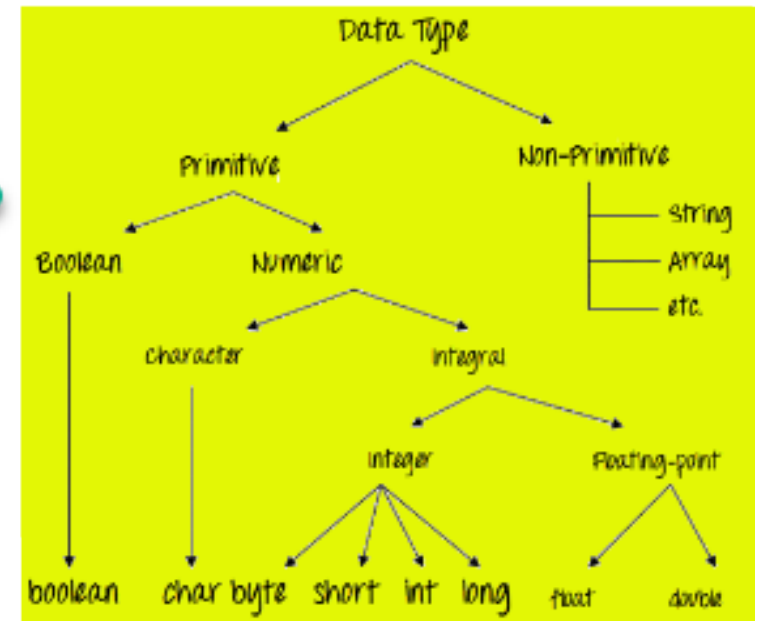 Data Type
Primitive
Non-Primitive
String
Array
etc.
Boolean
Numeric
Character
Integral
Integer
Floating-point
boolean
char
byte
short
int
long
float
double